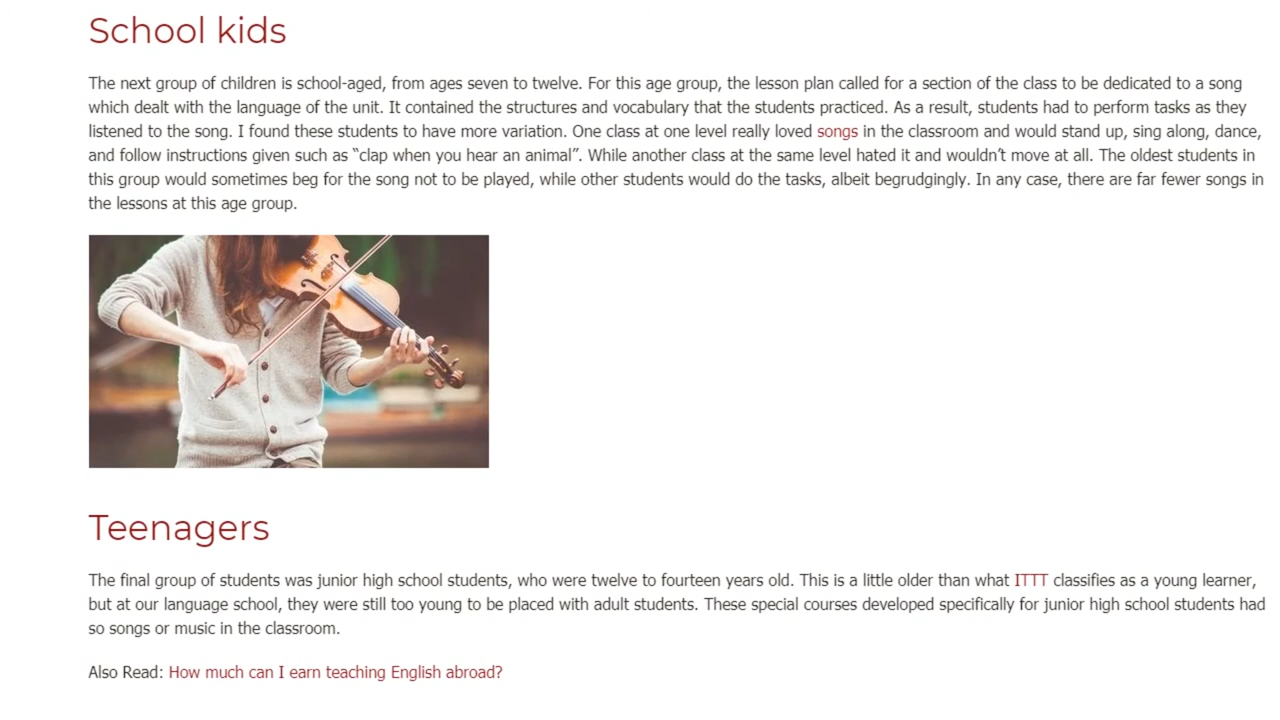 School kids
The next group of children is school-aged, from ages seven to twelve. For this age group, the lesson plan called for a section of the class to be dedicated to a song
which dealt with the language of the unit. It contained the structures and vocabulary that the students practiced. As a result, students had to perform tasks as they
listened to the song. I found these students to have more variation. One class at one level really loved songs in the classroom and would stand up, sing along, dance,
and follow instructions given such as “clap when you hear an animal”. While another class at the same level hated it and wouldn’t move at all. The oldest students in
this group would sometimes beg for the song not to be played, while other students would do the tasks, albeit begrudgingly. In any case, there are far fewer songs in
the lessons at this age group.
Teenagers
The final group of students was junior high school students, who were twelve to fourteen years old. This is a little older than what ITTT classifies as a young learner,
but at our language school, they were still too young to be placed with adult students. These special courses developed specifically for junior high school students had
so songs or music in the classroom.
Also Read: How much can I earn teaching English abroad?